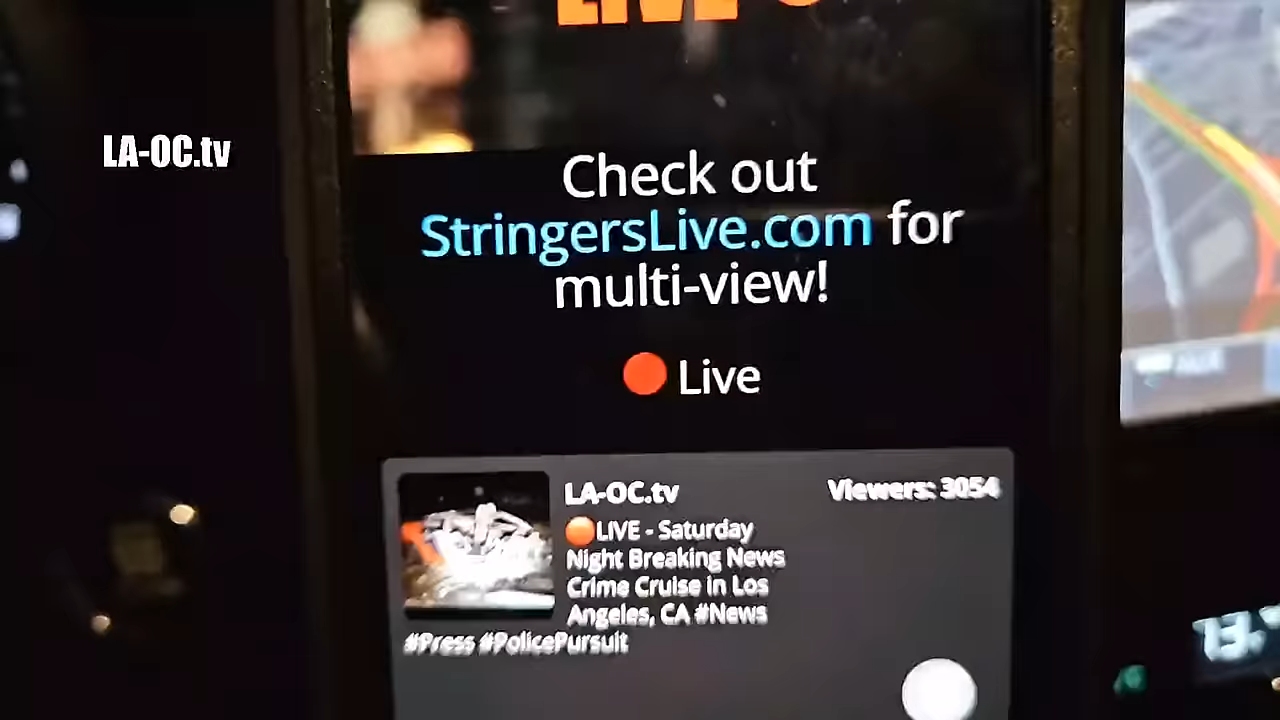 LIVE
LA-OC.tv
Check out
StringersLive.com for
multi-view!
Live
LA-OC.tv
Viewers: 3054
LIVE - Saturday
Night Breaking News
Crime Cruise in Los
Angeles, CA #News
#Press #PolicePursuit